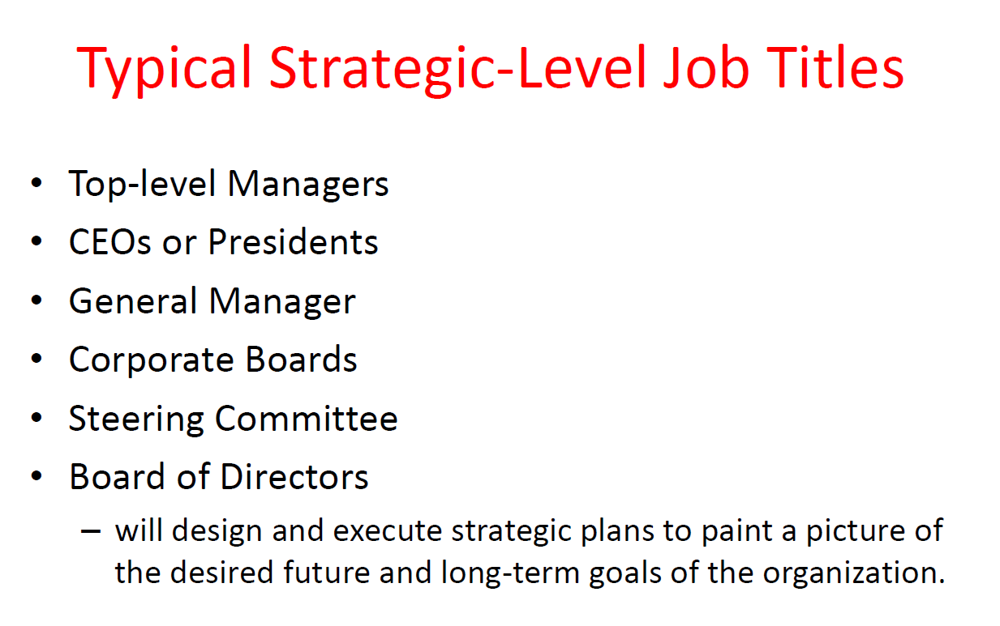 Typical Strategic-Level Job Titles
• Top-level Managers
• CEOs or Presidents
• General Manager
• Corporate Boards
• Steering Committee
• Board of Directors
– will design and execute strategic plans to paint a picture of
the desired future and long-term goals of the organization.